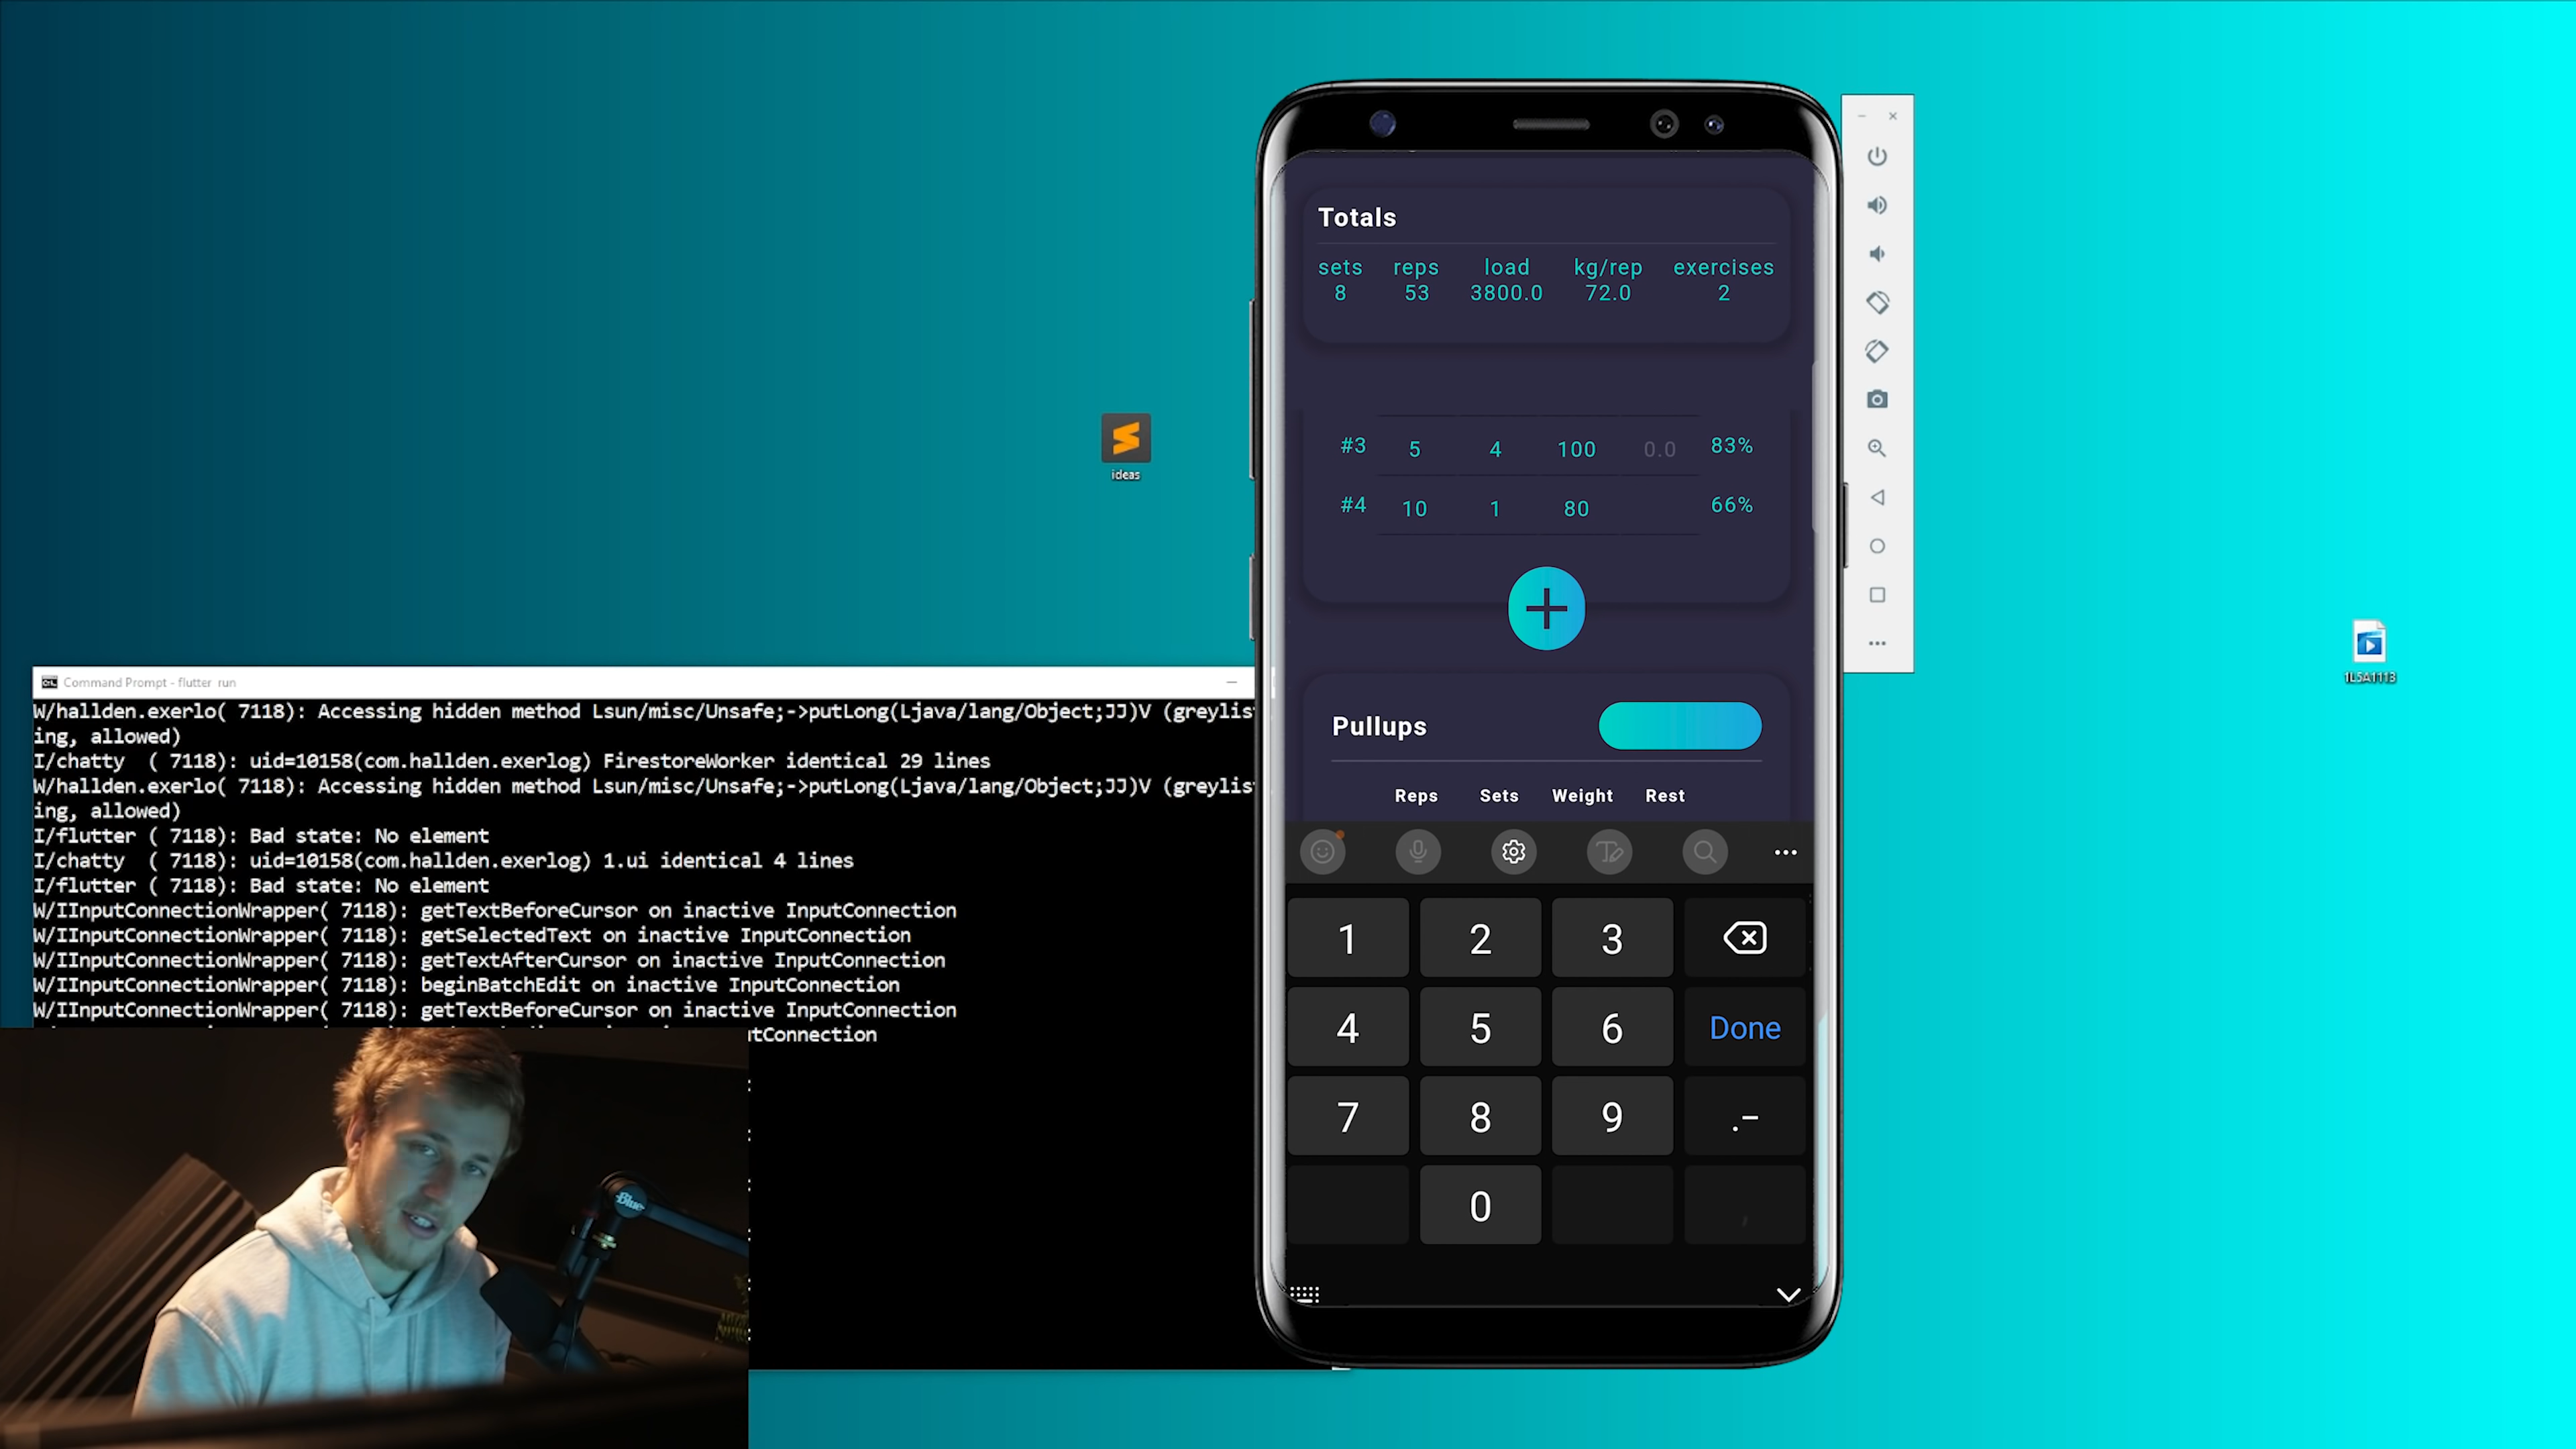 Totals
sets reps load kg/rep exercises
8 53 3800.0 72.0 2
#3 5 4 100 0.0 83%
#4 10 1 80 66%
Pullups
Reps Sets Weight Rest
1 2 3
4 5 6 Done
7 8 9 .-
0 ,
ideas
1L5A1113
Command Prompt - flutter run
W/hallden.exerlo( 7118): Accessing hidden method Lsun/misc/Unsafe;->putLong(Ljava/lang/Object;JJ)V (greylis
ing, allowed)
I/chatty ( 7118): uid=10158(com.hallden.exerlog) FirestoreWorker identical 29 lines
W/hallden.exerlo( 7118): Accessing hidden method Lsun/misc/Unsafe;->putLong(Ljava/lang/Object;JJ)V (greylis
ing, allowed)
I/flutter ( 7118): Bad state: No element
I/chatty ( 7118): uid=10158(com.hallden.exerlog) 1.ui identical 4 lines
I/flutter ( 7118): Bad state: No element
W/IInputConnectionWrapper( 7118): getTextBeforeCursor on inactive InputConnection
W/IInputConnectionWrapper( 7118): getSelectedText on inactive InputConnection
W/IInputConnectionWrapper( 7118): getTextAfterCursor on inactive InputConnection
W/IInputConnectionWrapper( 7118): beginBatchEdit on inactive InputConnection
W/IInputConnectionWrapper( 7118): getTextBeforeCursor on inactive InputConnection
tConnection
Blue